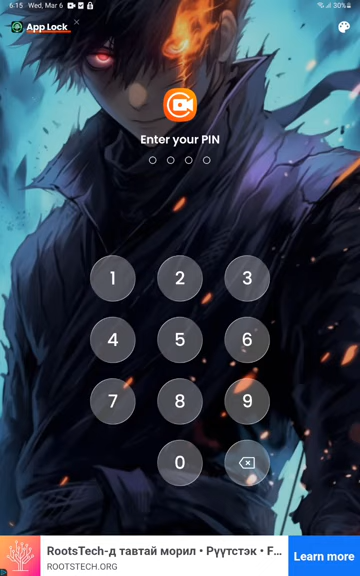 6:15 Wed, Mar 6 30%
App Lock
Enter your PIN
1 2 3
4 5 6
7 8 9
0
RootsTech-д тавтай морил • Рүүтстэк • F...
ROOTSTECH.ORG
Learn more